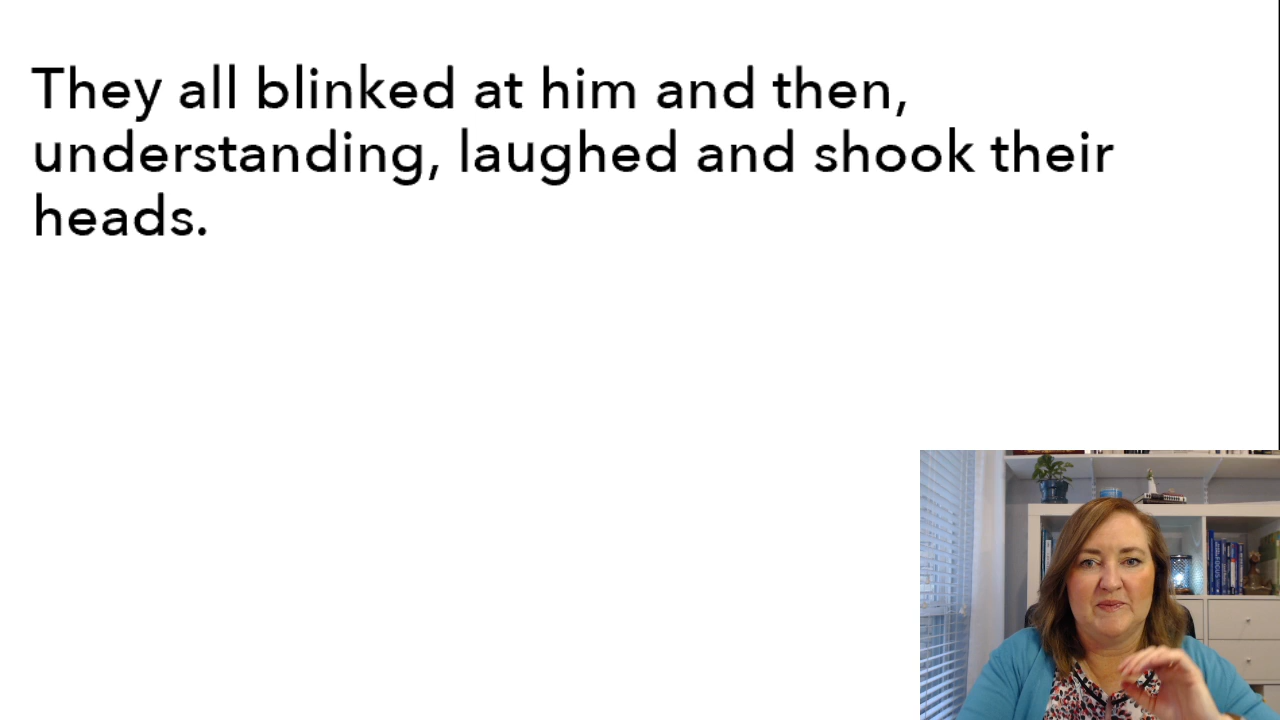 They all blinked at him and then,
understanding, laughed and shook their
heads.